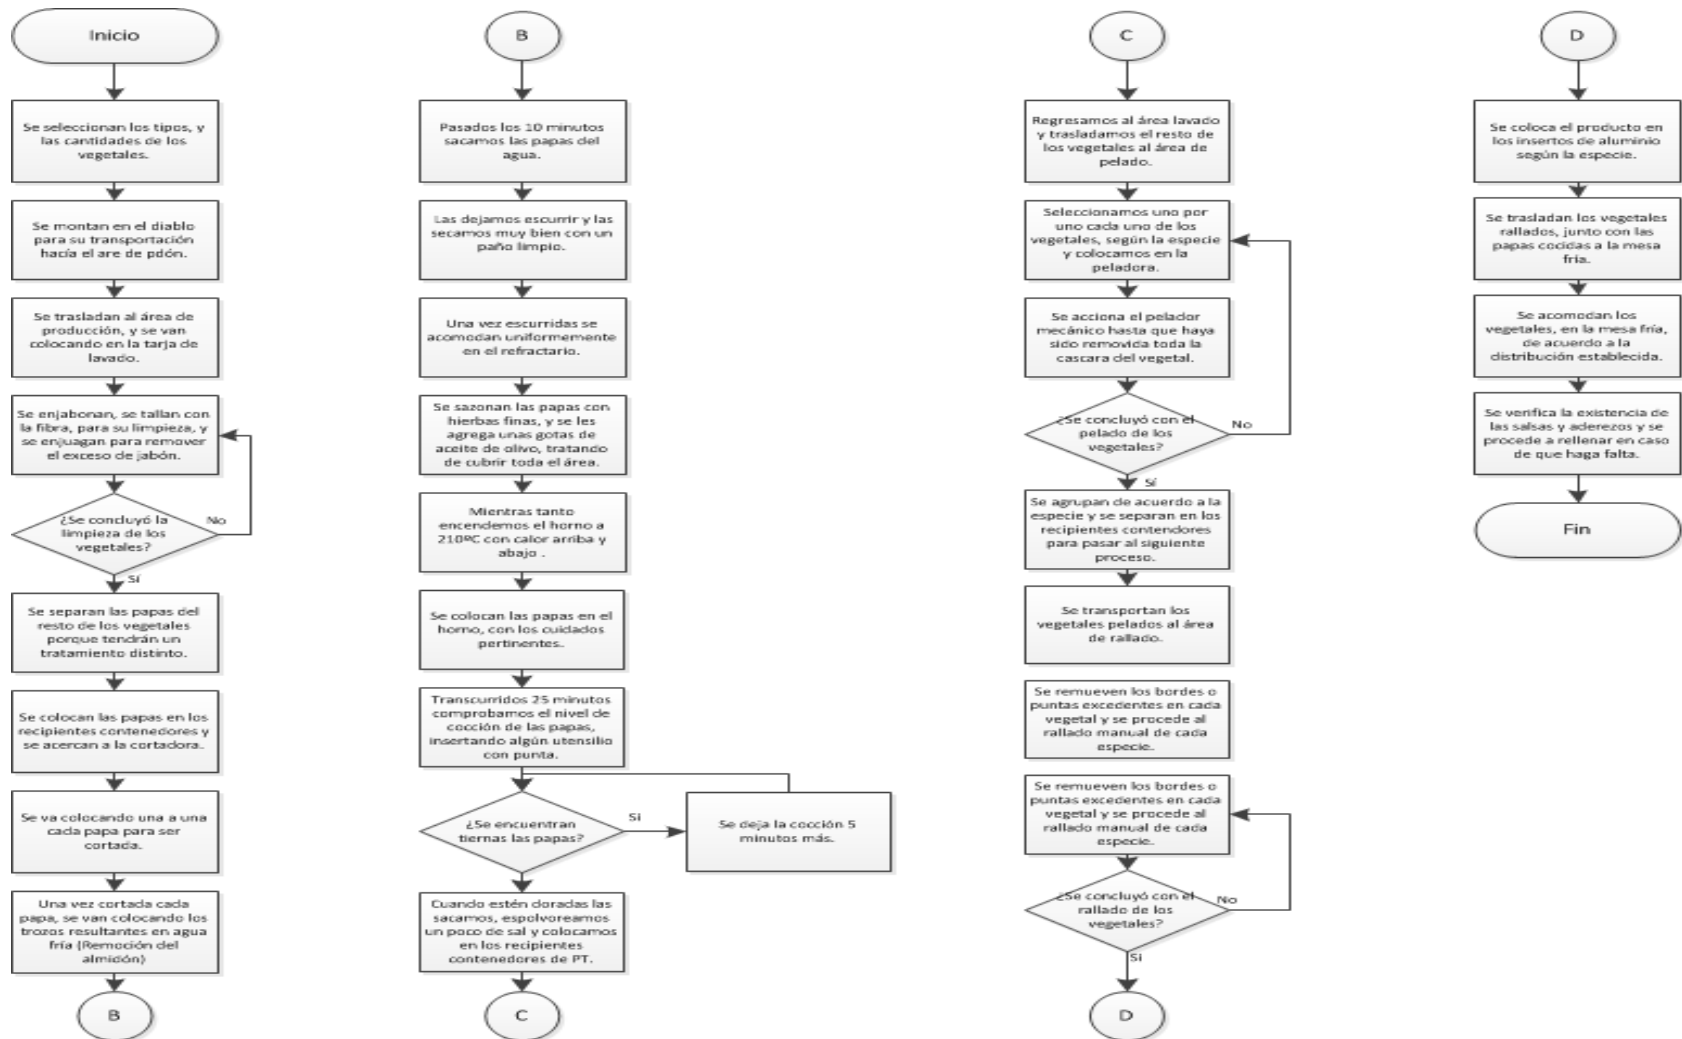 Inicio
Se seleccionan los tipos, y
las cantidades de los
vegetales.
Se montan en el diablo
para su transportación
hacía el are de pdón.
Se trasladan al área de
producción, y se van
colocando en la tarja de
lavado.
Se enjabonan, se tallan con
la fibra, para su limpieza, y
se enjuagan para remover
el exceso de jabón.
¿Se concluyó la
limpieza de los
vegetales?
No
Sí
Se separan las papas del
resto de los vegetales
porque tendrán un
tratamiento distinto.
Se colocan las papas en los
recipientes contenedores y
se acercan a la cortadora.
Se va colocando una a una
cada papa para ser
cortada.
Una vez cortada cada
papa, se van colocando los
trozos resultantes en agua
fría (Remoción del
almidón)
B
B
Pasados los 10 minutos
sacamos las papas del
agua.
Las dejamos escurrir y las
secamos muy bien con un
paño limpio.
Una vez escurridas se
acomodan uniformemente
en el refractario.
Se sazonan las papas con
hierbas finas, y se les
agrega unas gotas de
aceite de olivo, tratando
de cubrir toda el área.
Mientras tanto
encendemos el horno a
210ºC con calor arriba y
abajo .
Se colocan las papas en el
horno, con los cuidados
pertinentes.
Transcurridos 25 minutos
comprobamos el nivel de
cocción de las papas,
insertando algún utensilio
con punta.
¿Se encuentran
tiernas las papas?
Si
Se deja la cocción 5
minutos más.
Cuando estén doradas las
sacamos, espolvoreamos
un poco de sal y colocamos
en los recipientes
contenedores de PT.
C
C
Regresamos al área lavado
y trasladamos el resto de
los vegetales al área de
pelado.
Seleccionamos uno por
uno cada uno de los
vegetales, según la especie
y colocamos en la
peladora.
Se acciona el pelador
mecánico hasta que haya
sido removida toda la
cascara del vegetal.
¿Se concluyó con el
pelado de los
vegetales?
No
Sí
Se agrupan de acuerdo a la
especie y se separan en los
recipientes contendores
para pasar al siguiente
proceso.
Se transportan los
vegetales pelados al área
de rallado.
Se remueven los bordes o
puntas excedentes en cada
vegetal y se procede al
rallado manual de cada
especie.
Se remueven los bordes o
puntas excedentes en cada
vegetal y se procede al
rallado manual de cada
especie.
¿Se concluyó con el
rallado de los
vegetales?
No
Si
D
D
Se coloca el producto en
los insertos de aluminio
según la especie.
Se trasladan los vegetales
rallados, junto con las
papas cocidas a la mesa
fría.
Se acomodan los
vegetales, en la mesa fría,
de acuerdo a la
distribución establecida.
Se verifica la existencia de
las salsas y aderezos y se
procede a rellenar en caso
de que haga falta.
Fin